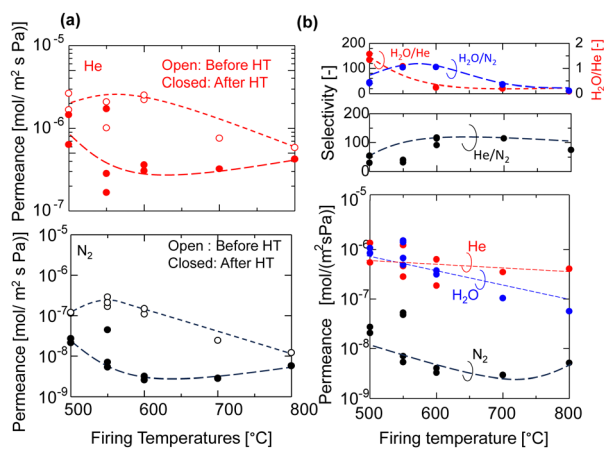 (a)
10⁻⁵
He
Open: Before HT
Closed: After HT
10⁻⁶
10⁻⁷
Permeance [mol/ m² s Pa)]
10⁻⁵
N₂
Open : Before HT
Closed: After HT
10⁻⁶
10⁻⁷
10⁻⁸
10⁻⁹
Permeance [mol/ m² s Pa)]
500 600 700 800
Firing Temperatures [°C]
(b)
200
150
100
50
0
H₂O/He
H₂O/N₂
2
1
0
H₂O/He [-]
Selectivity [-]
100
0
He/N₂
10⁻⁵
10⁻⁶
10⁻⁷
10⁻⁸
10⁻⁹
He
H₂O
N₂
Permeance [mol/(m²sPa)]
500 600 700 800
Firing temperature [°C]